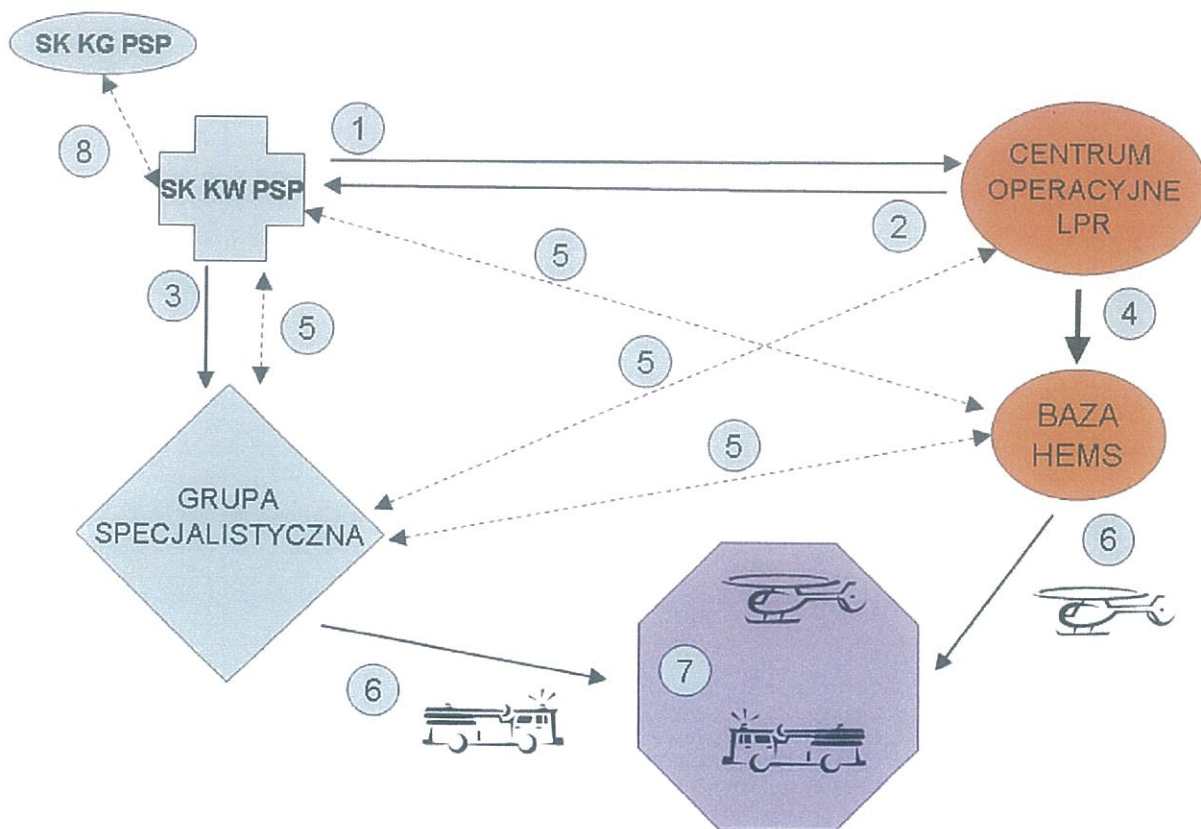 SK KG PSP
8
1
SK KW PSP
CENTRUM
OPERACYJNE
LPR
2
5
3
5
4
5
BAZA
HEMS
5
GRUPA
SPECJALISTYCZNA
6
7
6